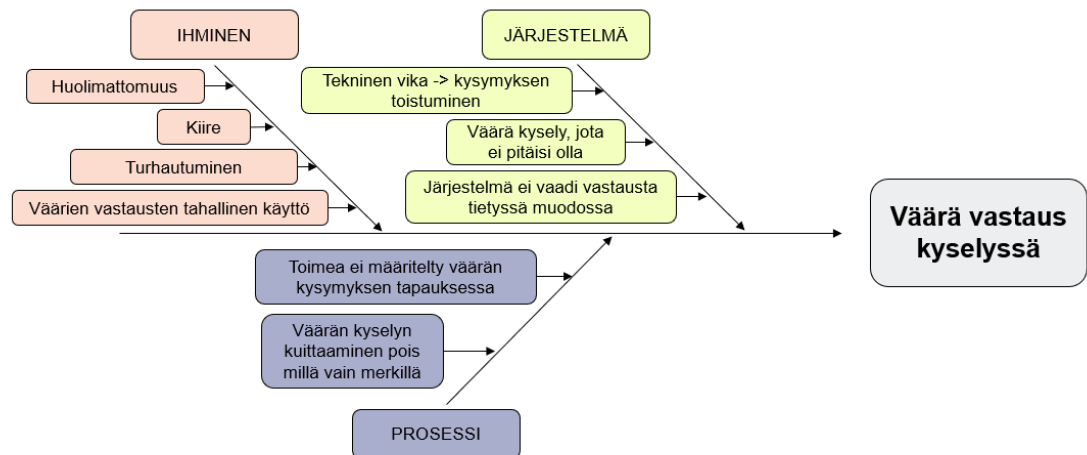 IHMINEN
Huolimattomuus
Kiire
Turhautuminen
Väärien vastausten tahallinen käyttö
JÄRJESTELMÄ
Tekninen vika -> kysymyksen
toistuminen
Väärä kysely, jota
ei pitäisi olla
Järjestelmä ei vaadi vastausta
tietyssä muodossa
Väärä vastaus
kyselyssä
Toimea ei määritelty väärän
kysymyksen tapauksessa
Väärän kyselyn
kuittaaminen pois
millä vain merkillä
PROSESSI